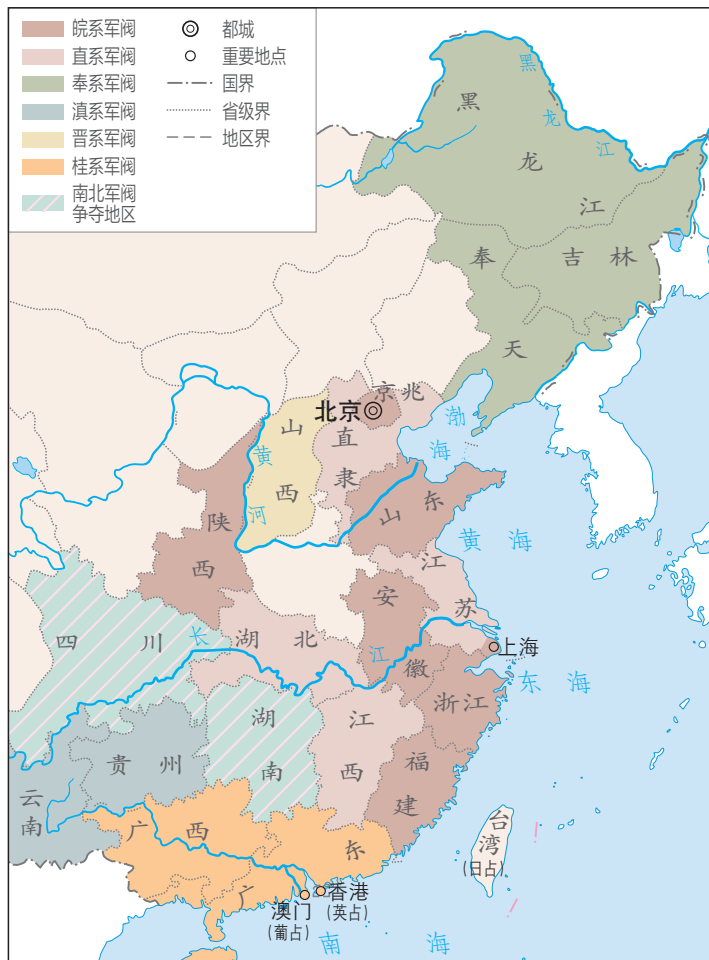 皖系军阀
直系军阀
奉系军阀
滇系军阀
晋系军阀
桂系军阀
南北军阀
争夺地区
都城
重要地点
国界
省级界
地区界
黑龙江
黑龙江
奉天
吉林
京兆
北京
直隶
渤海
山西
黄河
山东
陕西
黄海
江苏
安徽
四川
长江
湖北
上海
浙江
东海
湖南
江西
福建
贵州
云南
广西
广东
台湾
(日占)
香港
(英占)
澳门
(葡占)
南海